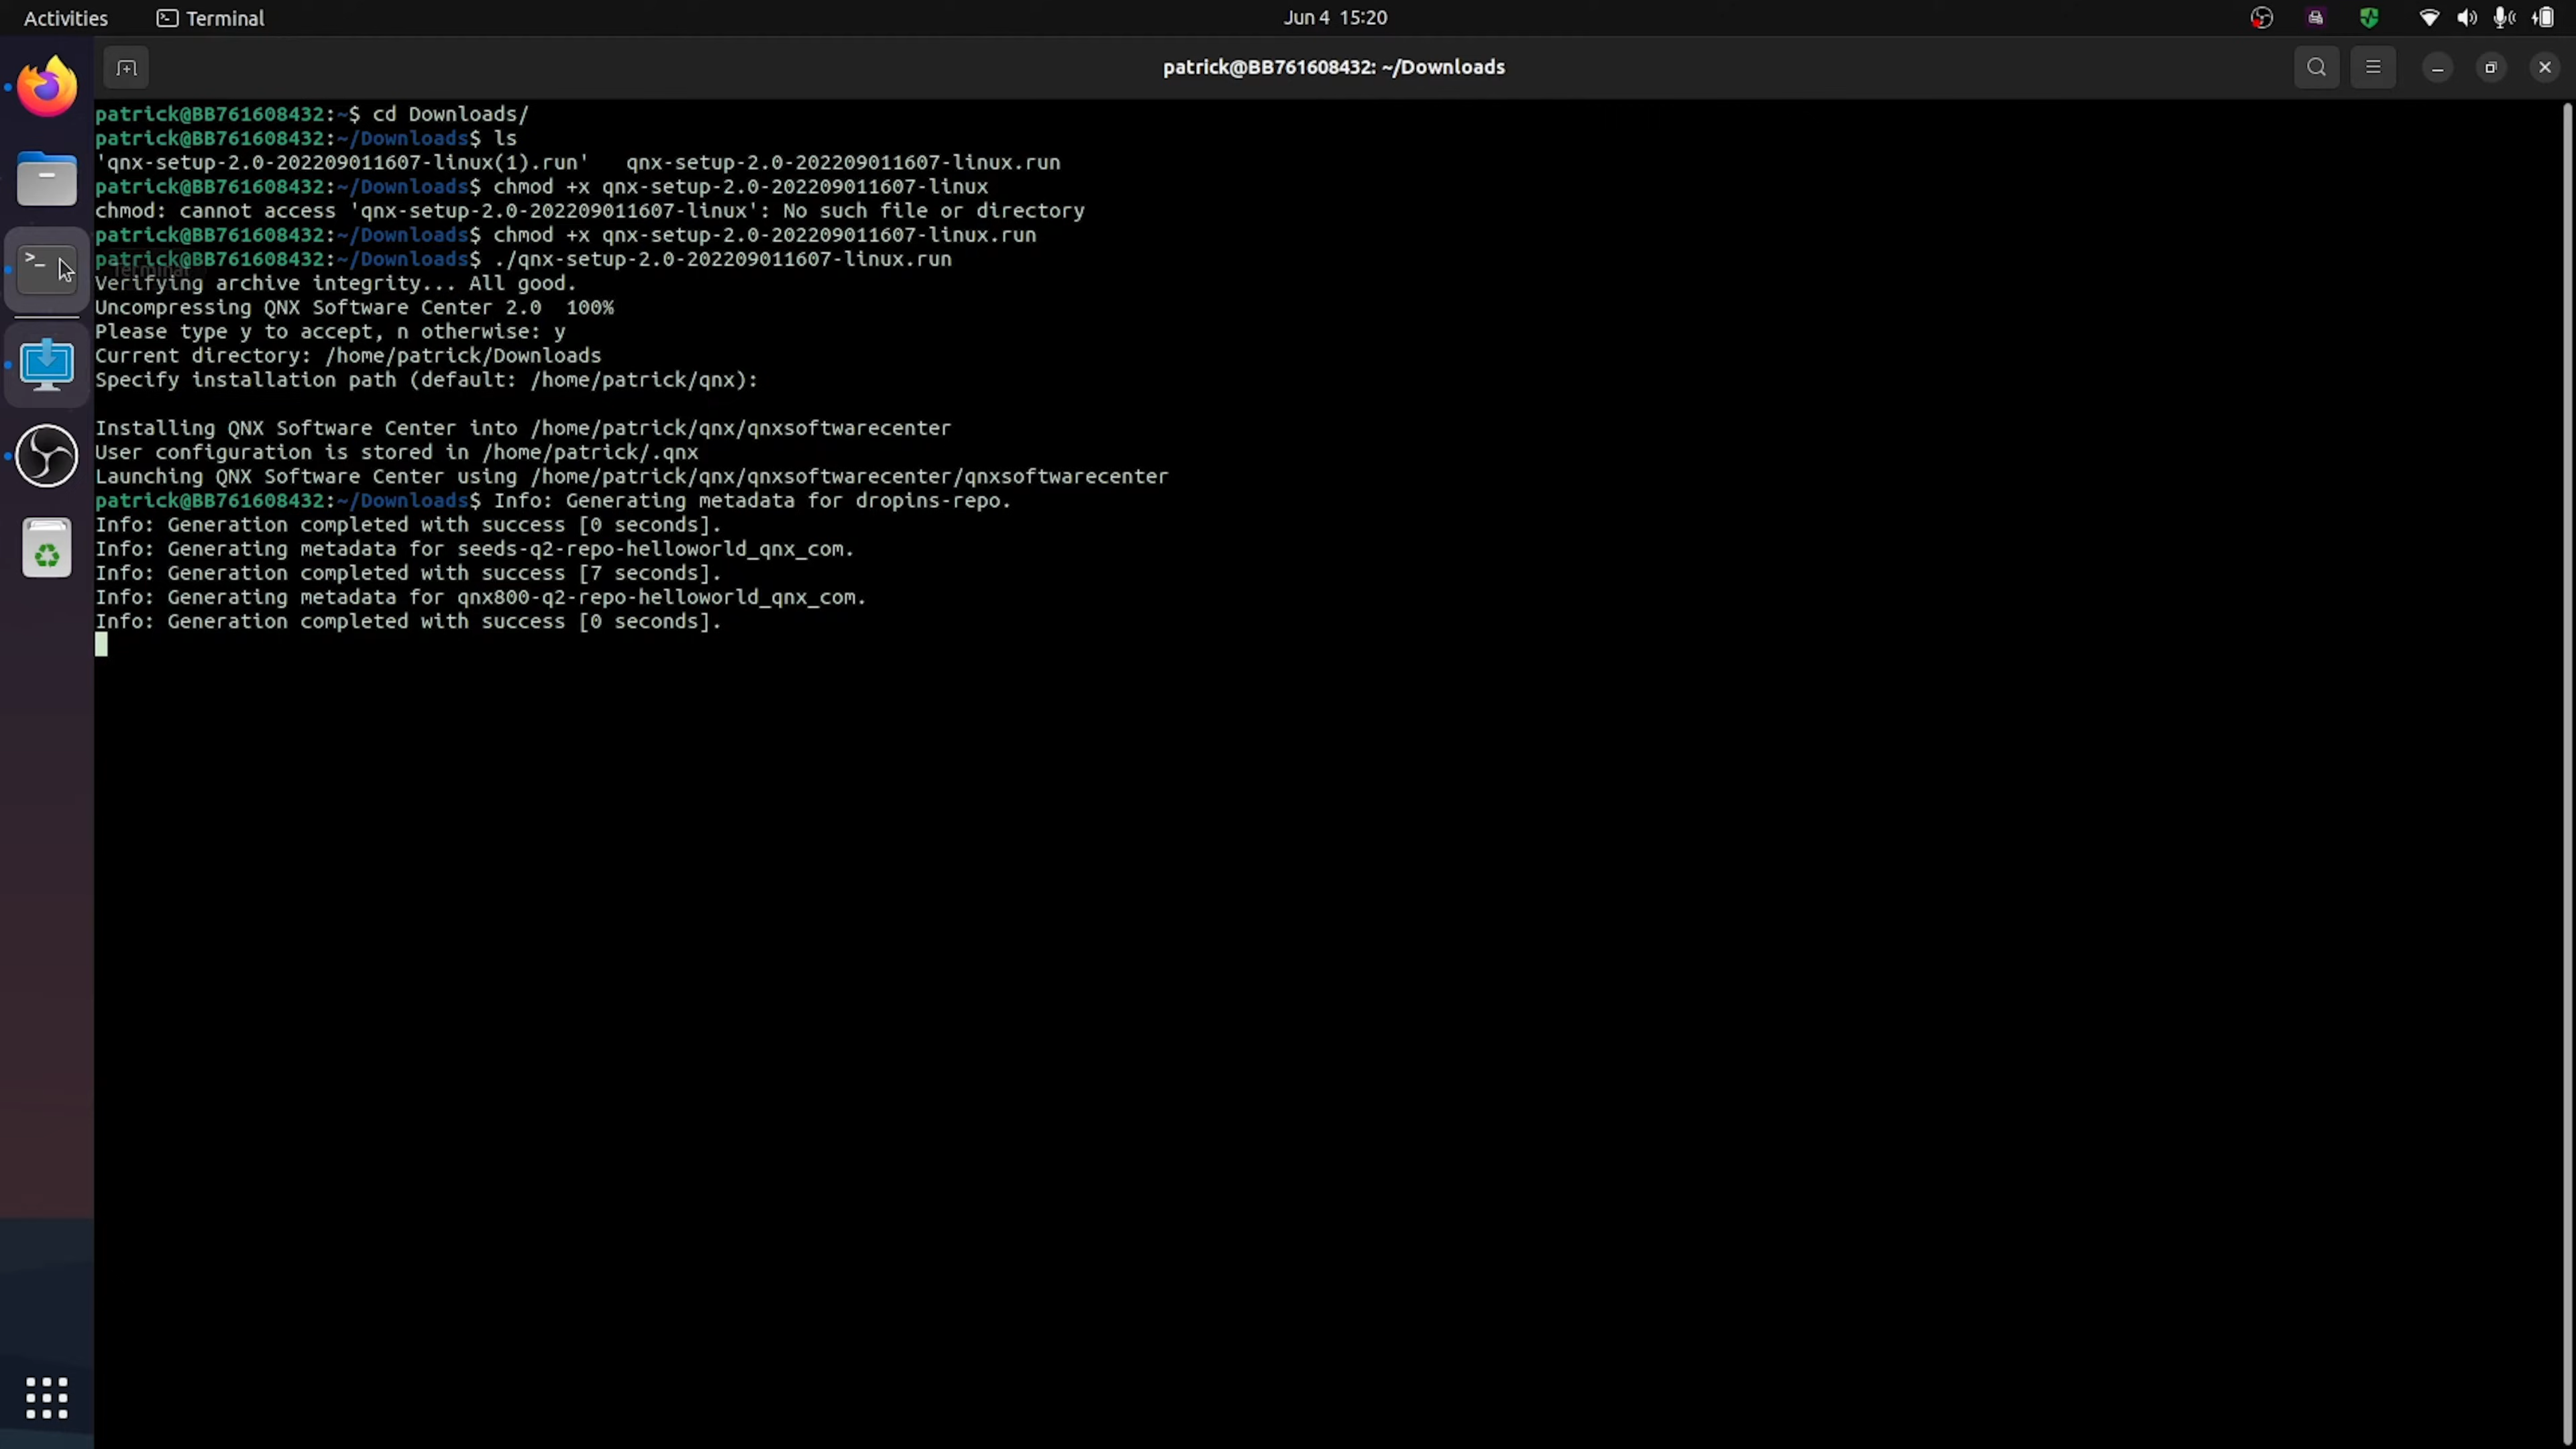 Activities Terminal Jun 4 15:20
patrick@BB761608432: ~/Downloads
patrick@BB761608432:~$ cd Downloads/
patrick@BB761608432:~/Downloads$ ls
'qnx-setup-2.0-202209011607-linux(1).run'   qnx-setup-2.0-202209011607-linux.run
patrick@BB761608432:~/Downloads$ chmod +x qnx-setup-2.0-202209011607-linux
chmod: cannot access 'qnx-setup-2.0-202209011607-linux': No such file or directory
patrick@BB761608432:~/Downloads$ chmod +x qnx-setup-2.0-202209011607-linux.run
patrick@BB761608432:~/Downloads$ ./qnx-setup-2.0-202209011607-linux.run
Terminal
Verifying archive integrity... All good.
Uncompressing QNX Software Center 2.0  100%
Please type y to accept, n otherwise: y
Current directory: /home/patrick/Downloads
Specify installation path (default: /home/patrick/qnx):
Installing QNX Software Center into /home/patrick/qnx/qnxsoftwarecenter
User configuration is stored in /home/patrick/.qnx
Launching QNX Software Center using /home/patrick/qnx/qnxsoftwarecenter/qnxsoftwarecenter
patrick@BB761608432:~/Downloads$ Info: Generating metadata for dropins-repo.
Info: Generation completed with success [0 seconds].
Info: Generating metadata for seeds-q2-repo-helloworld_qnx_com.
Info: Generation completed with success [7 seconds].
Info: Generating metadata for qnx800-q2-repo-helloworld_qnx_com.
Info: Generation completed with success [0 seconds].